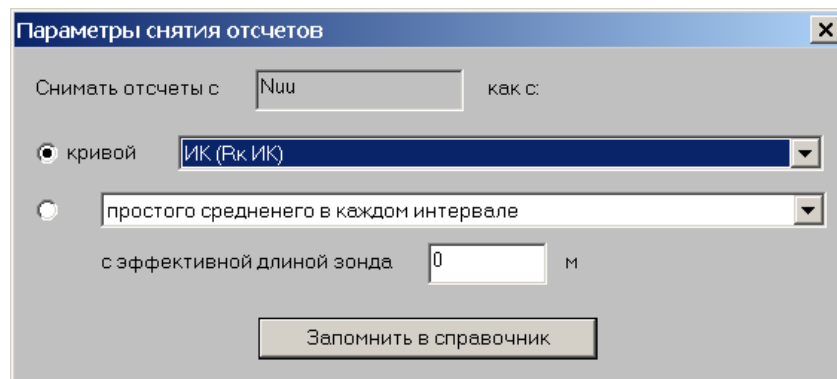 Параметры снятия отсчетов
Снимать отсчеты с Nuu как с:
кривой ИК (Rк ИК)
простого средненего в каждом интервале
с эффективной длиной зонда 0 м
Запомнить в справочник